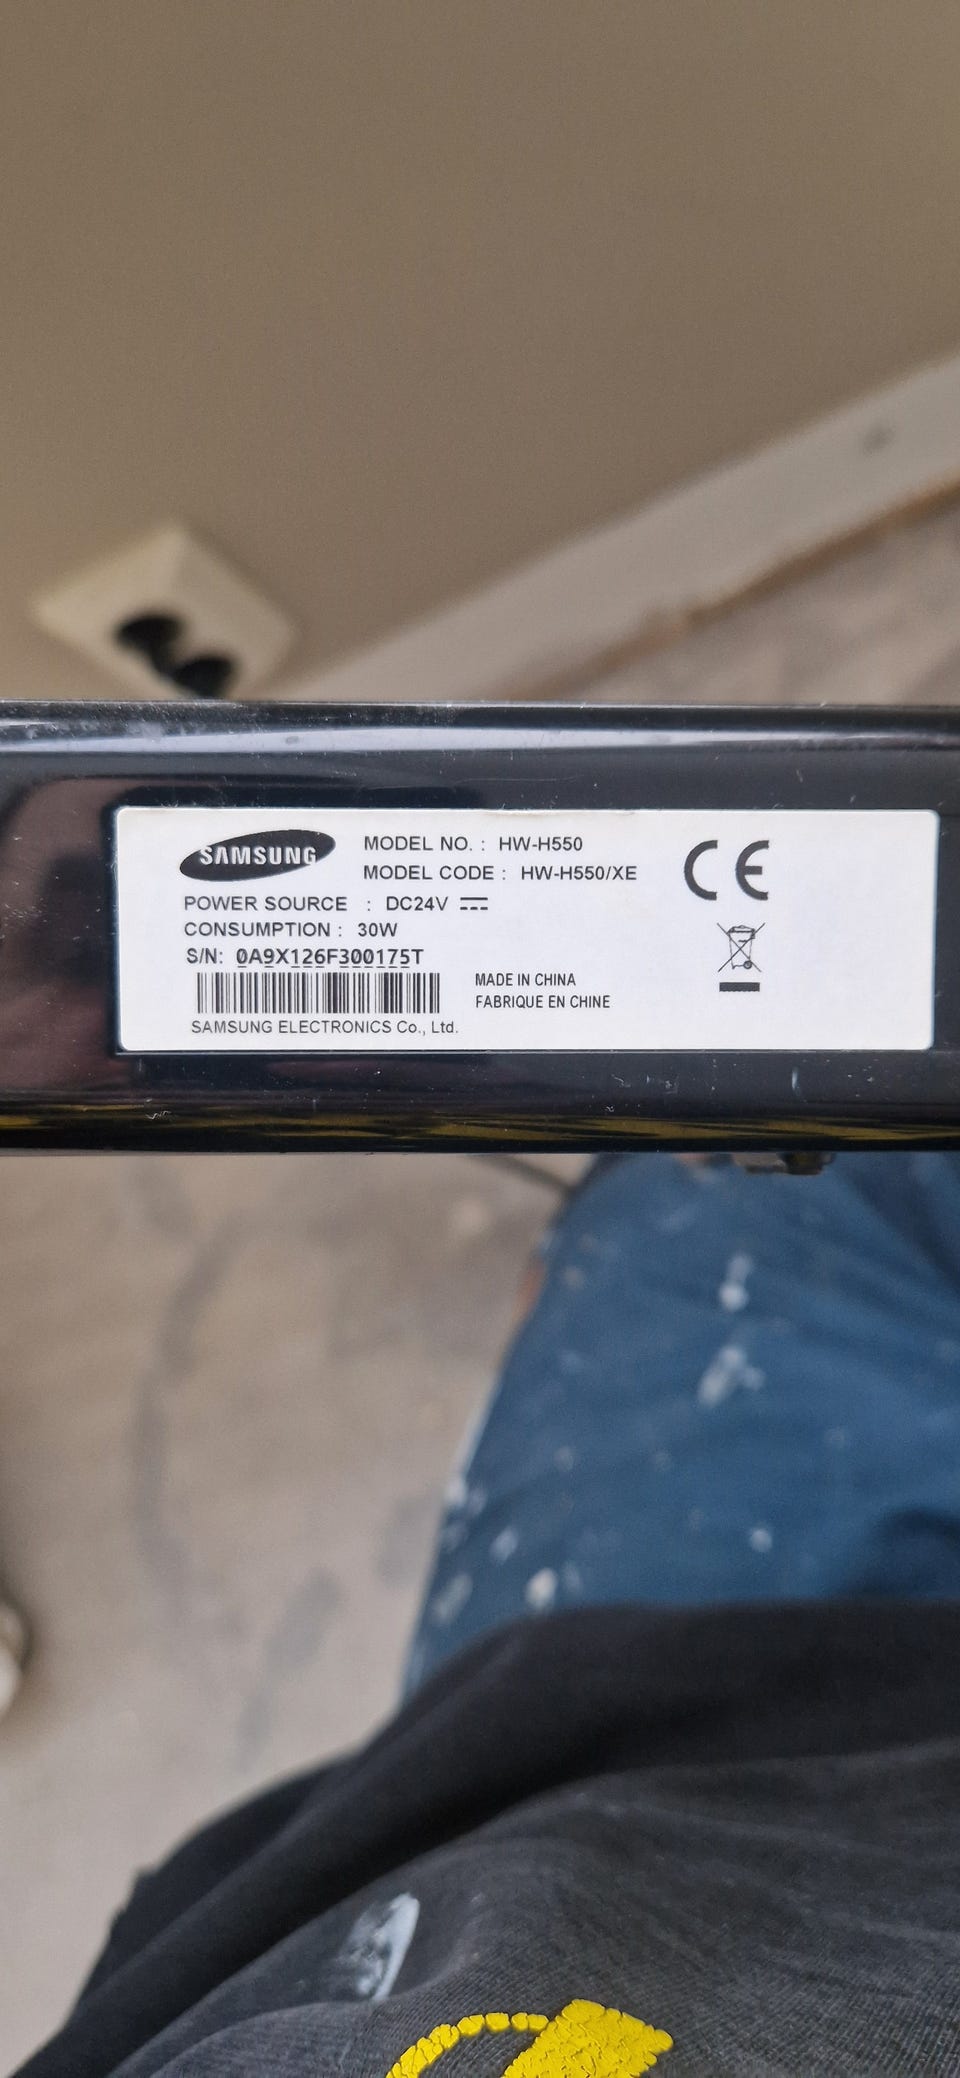 SAMSUNG
MODEL NO. : HW-H550
MODEL CODE : HW-H550/XE
POWER SOURCE : DC24V
CONSUMPTION : 30W
S/N: 0A9X126F300175T
SAMSUNG ELECTRONICS Co., Ltd.
MADE IN CHINA
FABRIQUE EN CHINE
CE